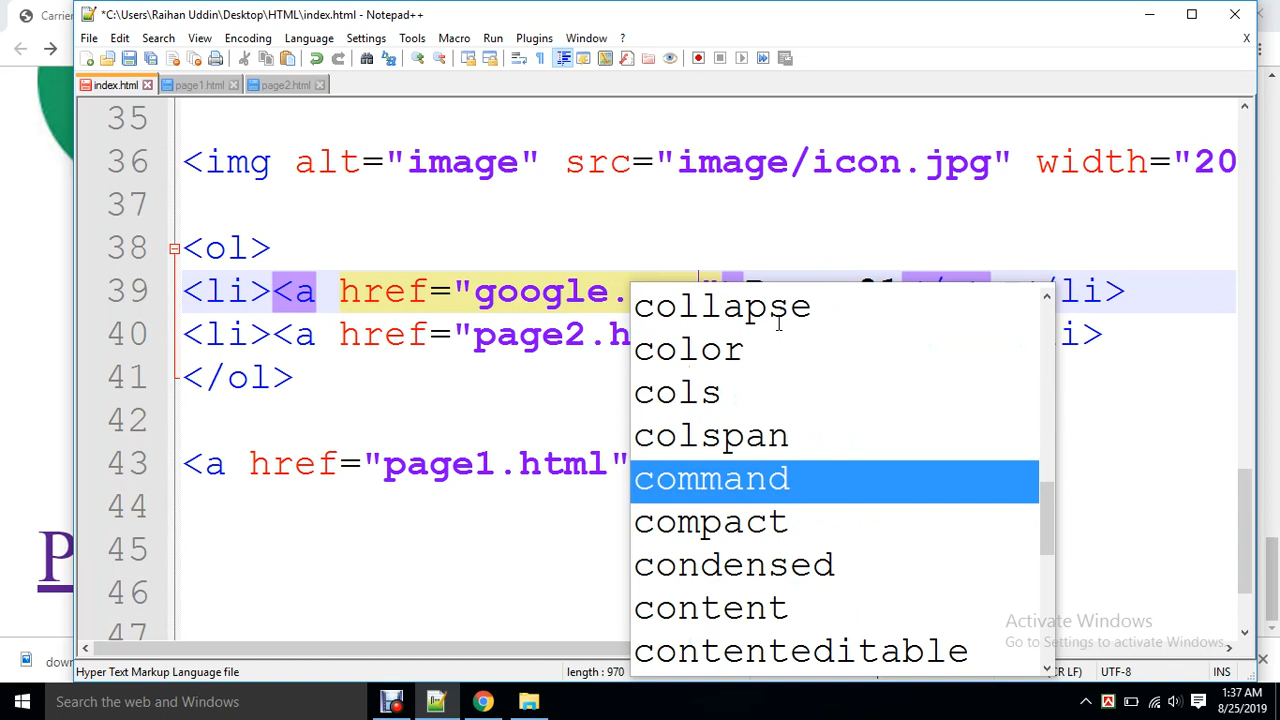 Carrier
*C:\Users\Raihan Uddin\Desktop\HTML\index.html - Notepad++
File Edit Search View Encoding Language Settings Tools Macro Run Plugins Window ? X
index.html page1.html page2.html
35
36 <img alt="image" src="image/icon.jpg" width="20
37
38 <ol>
39 <li><a href="google. /li>
40 <li><a href="page2.h i>
41 </ol>
42
43 <a href="page1.html"
44
45
46
47
collapse
color
cols
colspan
command
compact
condensed
content
contenteditable
P
Activate Windows
Go to Settings to activate Windows.
dow
Hyper Text Markup Language file length : 970 CR LF) UTF-8 INS
Search the web and Windows
1:37 AM
8/25/2019